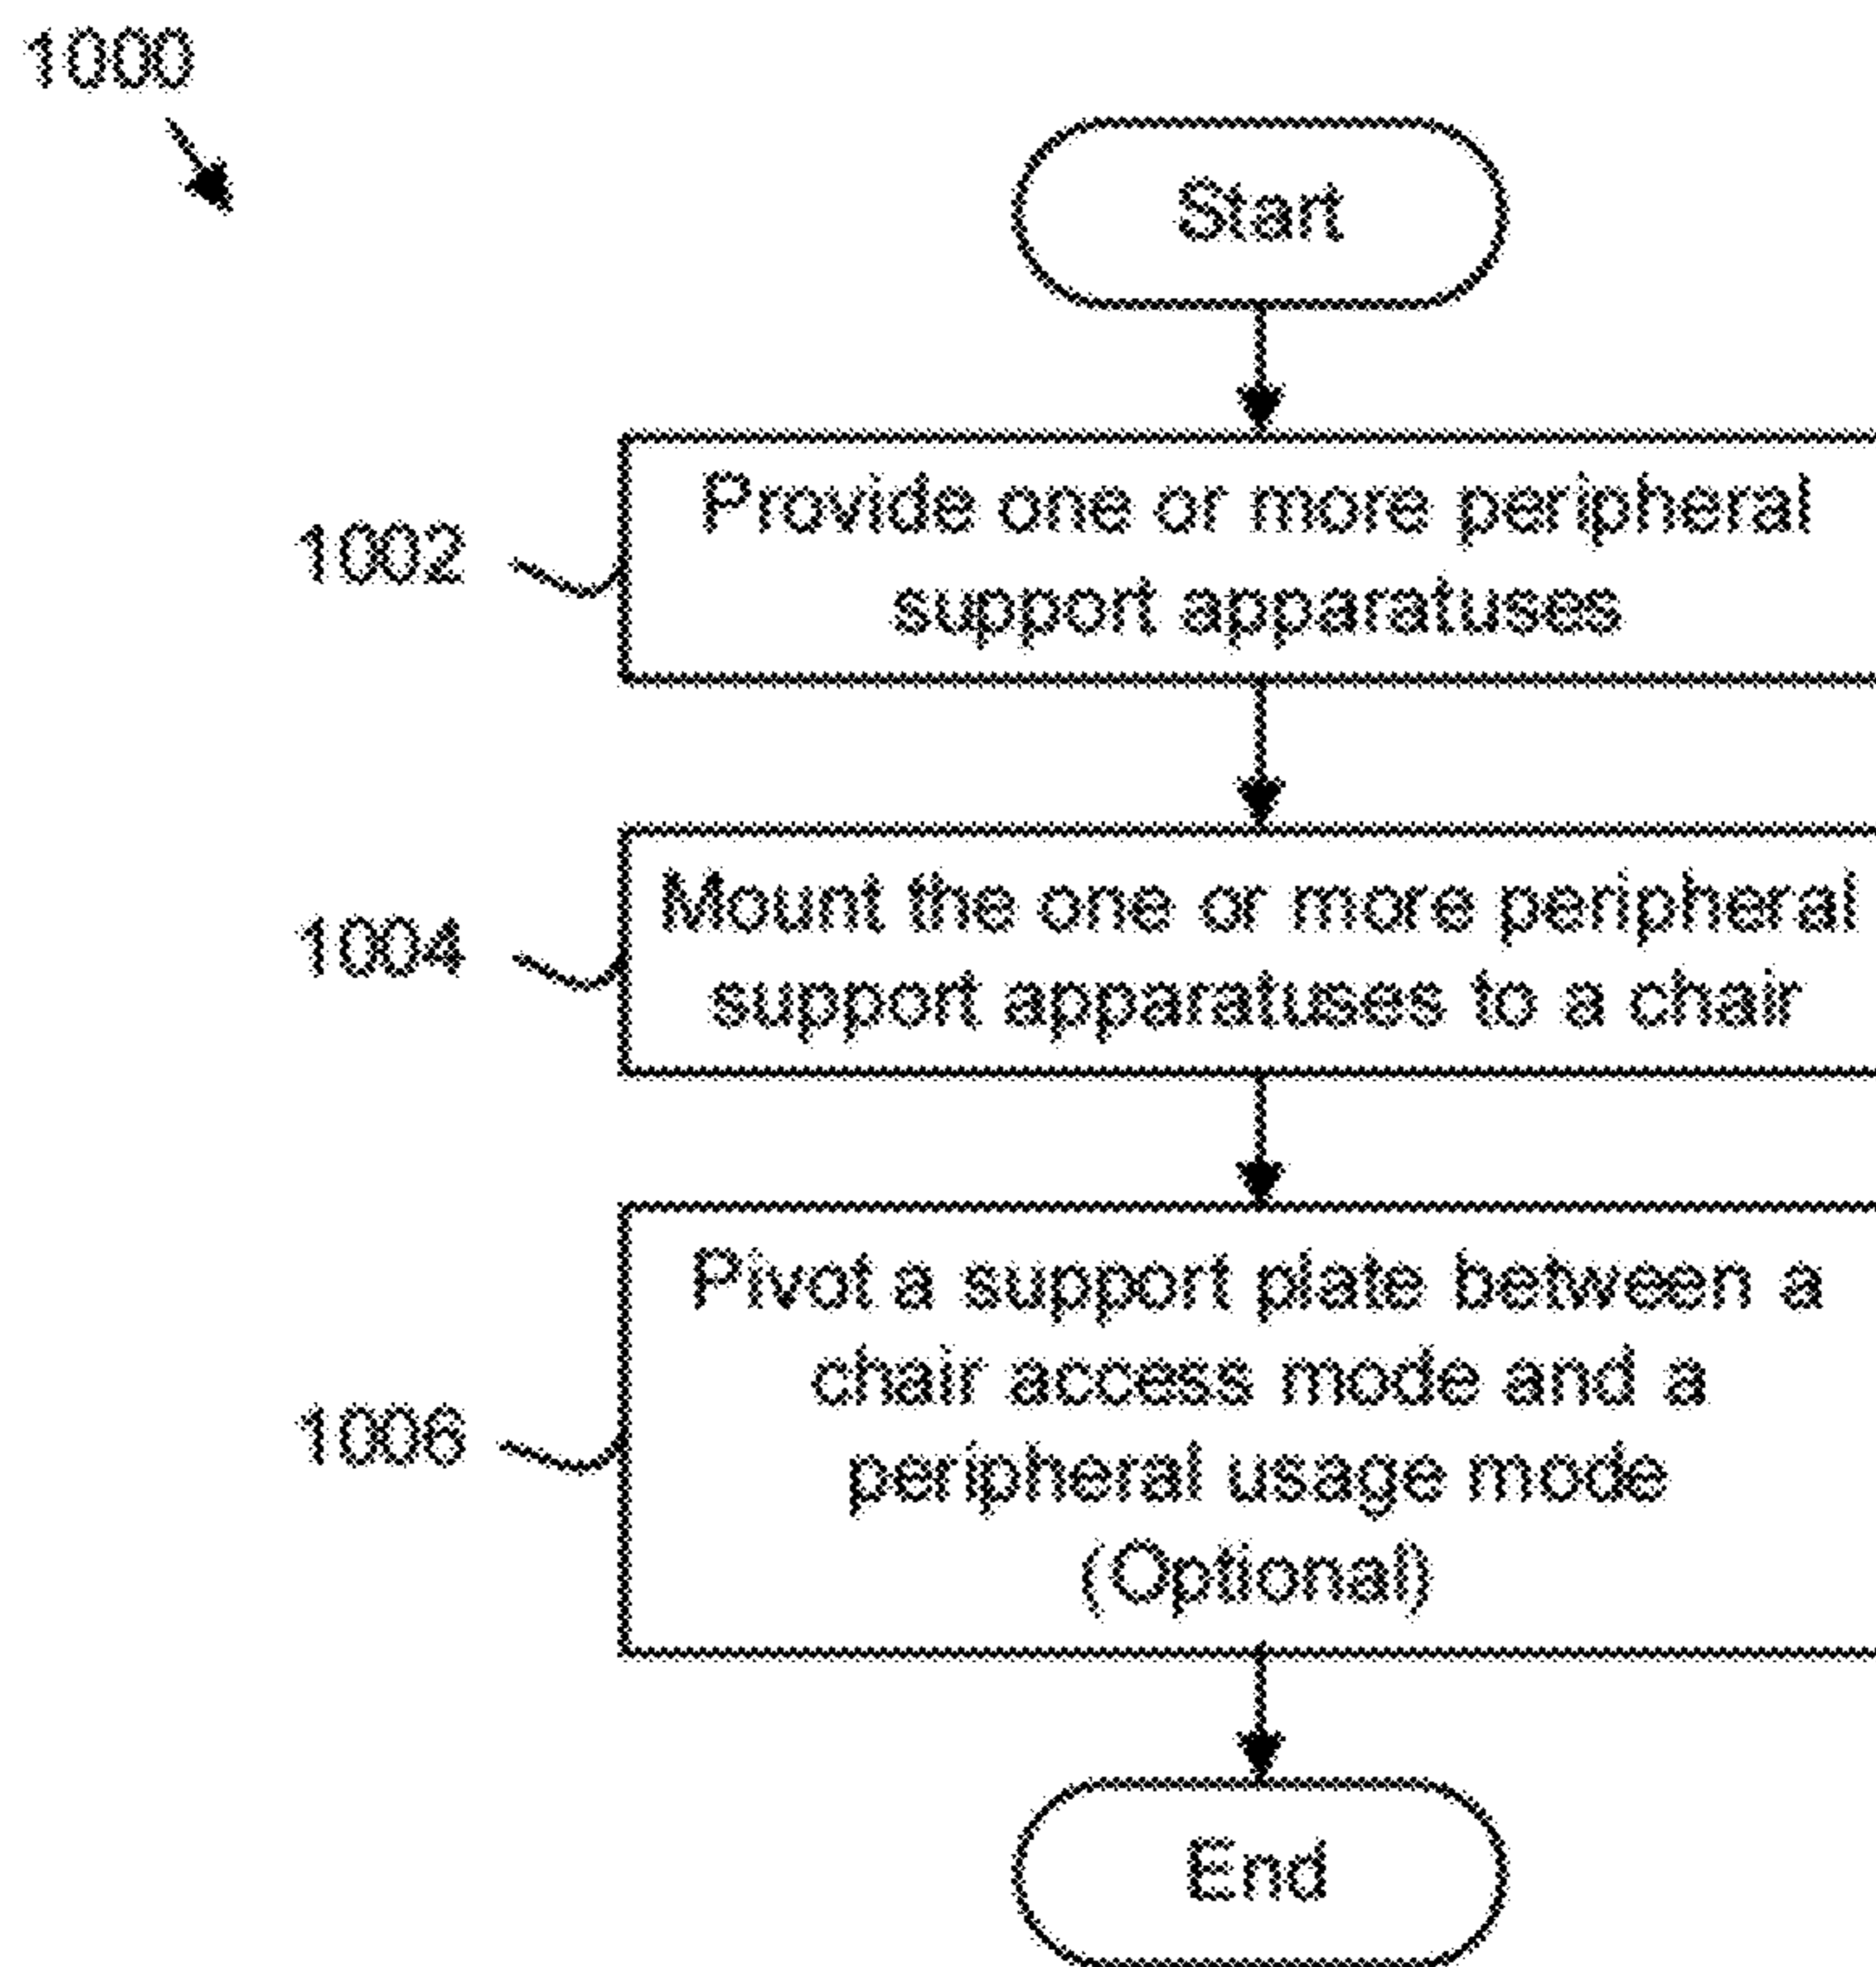 1000
Start
1002
Provide one or more peripheral
support apparatuses
1004
Mount the one or more peripheral
support apparatuses to a chair
1006
Pivot a support plate between a
chair access mode and a
peripheral usage mode
(Optional)
End